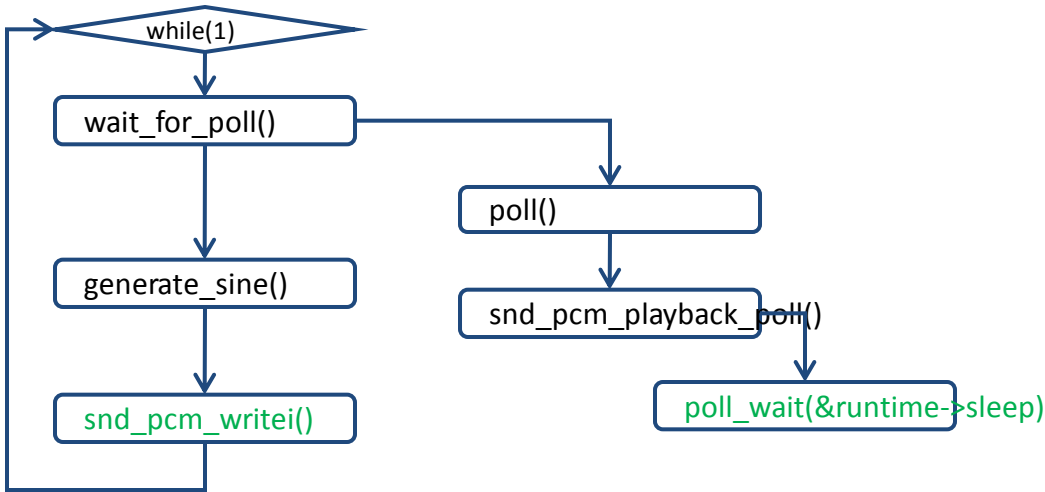 while(1)
wait_for_poll()
poll()
generate_sine()
snd_pcm_playback_poll()
snd_pcm_writei()
poll_wait(&runtime->sleep)